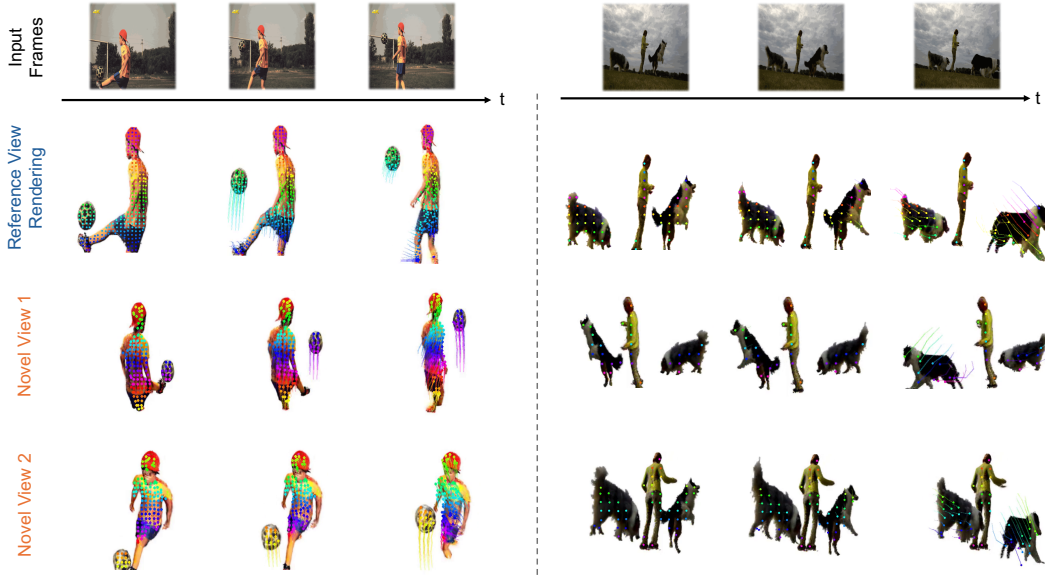 Input
Frames
t
t
Reference View
Rendering
Novel View 1
Novel View 2